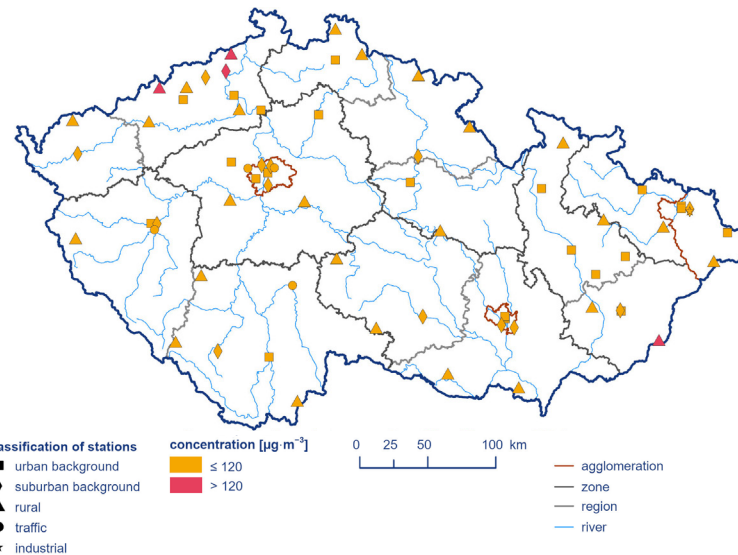 assification of stations
urban background
suburban background
rural
traffic
industrial
concentration [µg·m⁻³]
≤ 120
> 120
0 25 50 100 km
agglomeration
zone
region
river